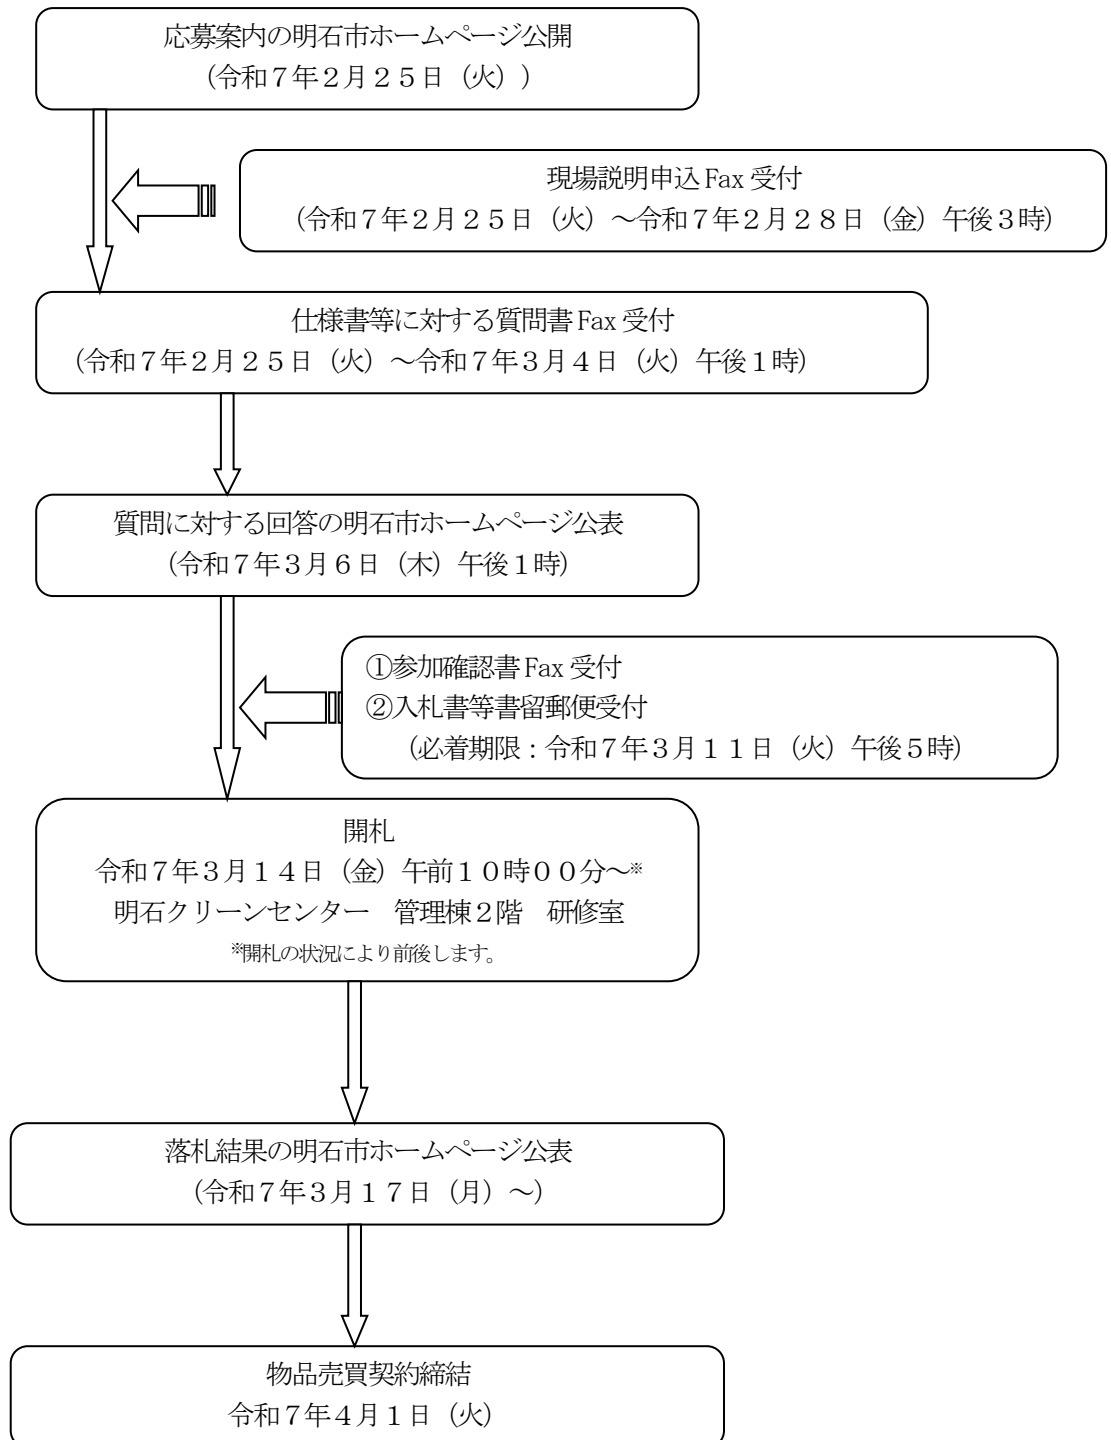 応募案内の明石市ホームページ公開
(令和７年２月２５日（火）)
現場説明申込 Fax 受付
(令和７年２月２５日（火）～令和７年２月２８日（金）午後３時)
仕様書等に対する質問書 Fax 受付
(令和７年２月２５日（火）～令和７年３月４日（火）午後１時)
質問に対する回答の明石市ホームページ公表
(令和７年３月６日（木）午後１時)
①参加確認書 Fax 受付
②入札書等書留郵便受付
(必着期限：令和７年３月１１日（火）午後５時)
開札
令和７年３月１４日（金）午前１０時００分～※
明石クリーンセンター　管理棟２階　研修室
※開札の状況により前後します。
落札結果の明石市ホームページ公表
(令和７年３月１７日（月）～)
物品売買契約締結
令和７年４月１日（火）